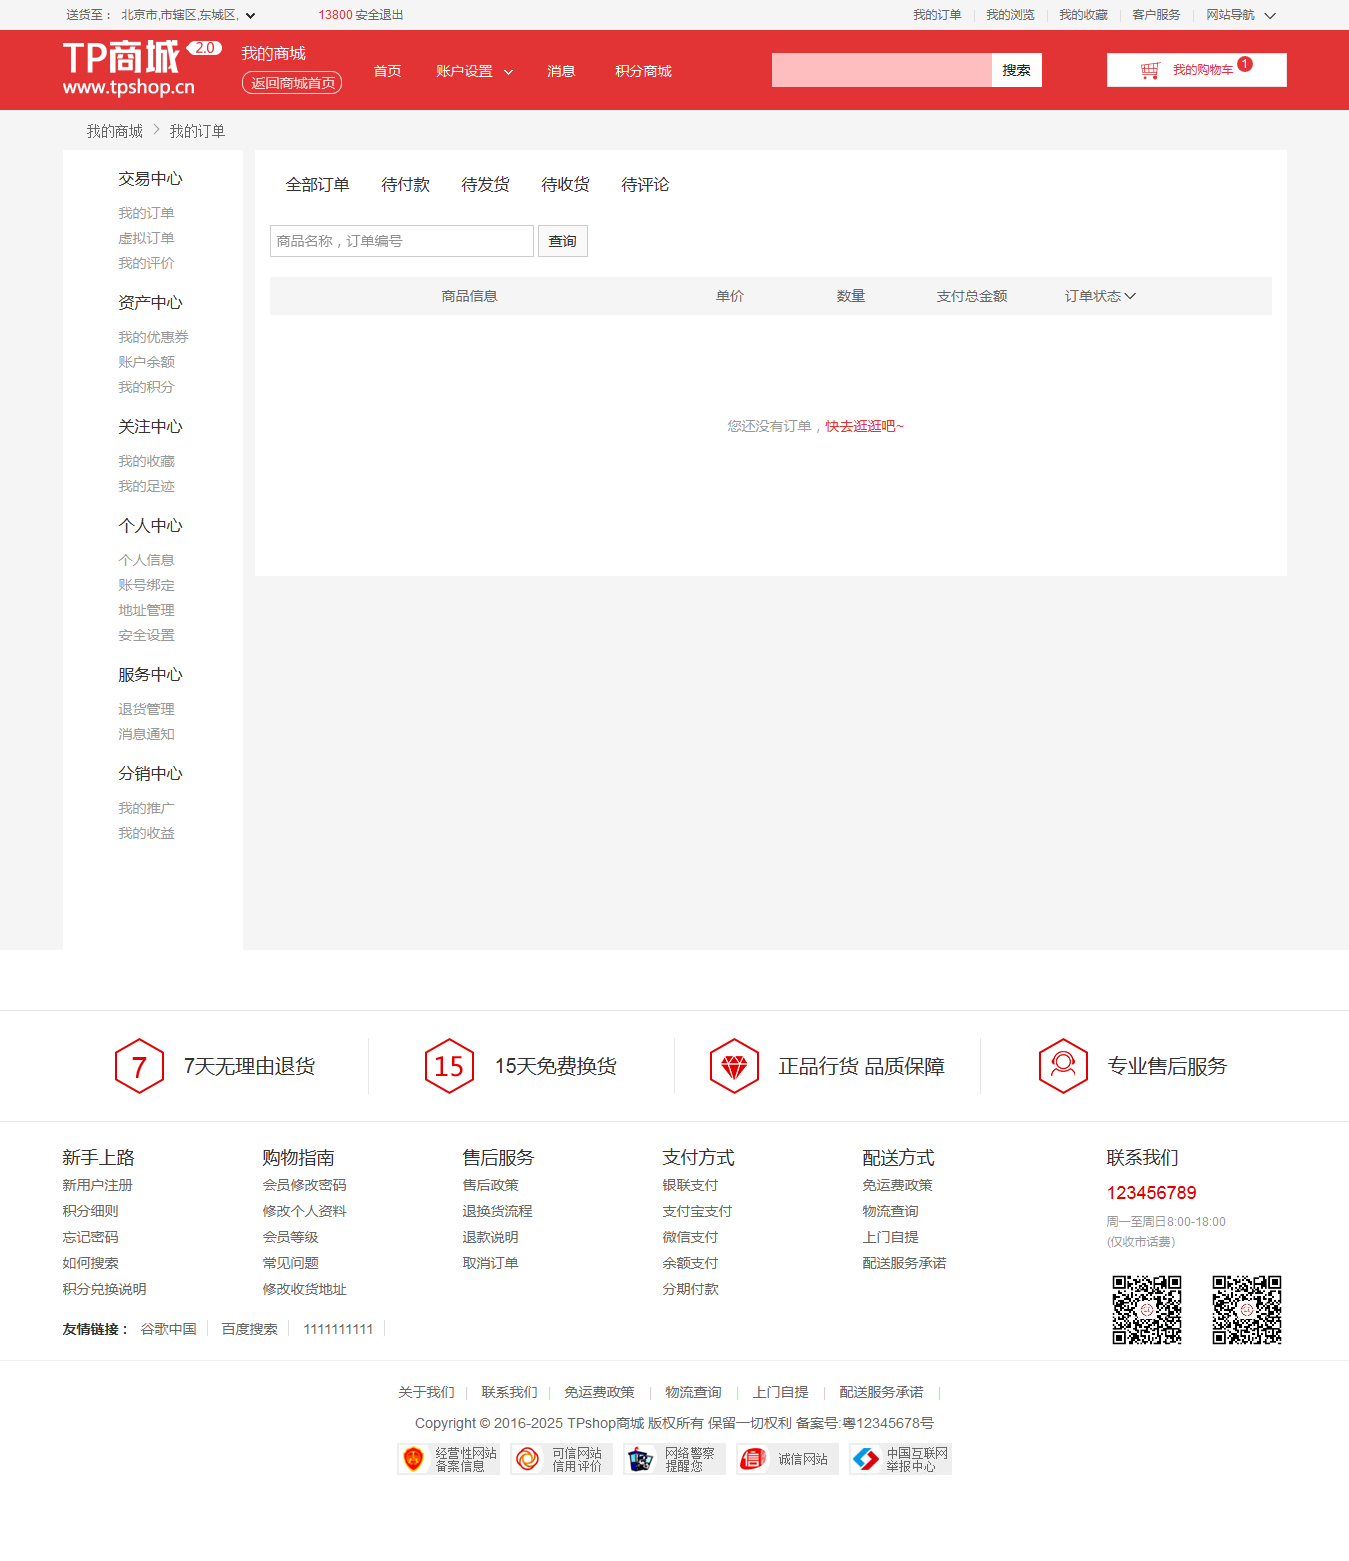 送货至： 北京市,市辖区,东城区, 13800 安全退出 我的订单 我的浏览 我的收藏 客户服务 网站导航
TP商城 2.0
www.tpshop.cn
我的商城
返回商城首页
首页 账户设置 消息 积分商城 搜索 我的购物车 1
我的商城 > 我的订单
交易中心
我的订单
虚拟订单
我的评价
资产中心
我的优惠券
账户余额
我的积分
关注中心
我的收藏
我的足迹
个人中心
个人信息
账号绑定
地址管理
安全设置
服务中心
退货管理
消息通知
分销中心
我的推广
我的收益
全部订单 待付款 待发货 待收货 待评论
商品名称，订单编号 查询
商品信息 单价 数量 支付总金额 订单状态
您还没有订单，快去逛逛吧~
7 7天无理由退货 15 15天免费换货 正品行货 品质保障 专业售后服务
新手上路
新用户注册
积分细则
忘记密码
如何搜索
积分兑换说明
购物指南
会员修改密码
修改个人资料
会员等级
常见问题
修改收货地址
售后服务
售后政策
退换货流程
退款说明
取消订单
支付方式
银联支付
支付宝支付
微信支付
余额支付
分期付款
配送方式
免运费政策
物流查询
上门自提
配送服务承诺
联系我们
123456789
周一至周日8:00-18:00
(仅收市话费)
友情链接： 谷歌中国 百度搜索 1111111111
关于我们 | 联系我们 | 免运费政策 | 物流查询 | 上门自提 | 配送服务承诺 |
Copyright © 2016-2025 TPshop商城 版权所有 保留一切权利 备案号:粤12345678号
经营性网站
备案信息
可信网站
信用评价
网络警察
提醒您
信 诚信网站
中国互联网
举报中心